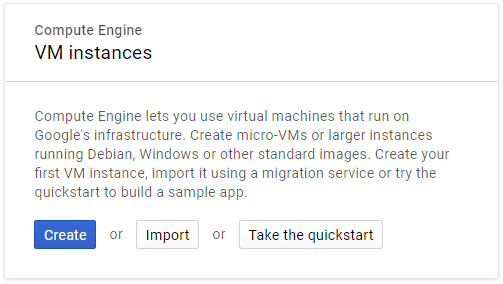 Compute Engine
VM instances
Compute Engine lets you use virtual machines that run on
Google's infrastructure. Create micro-VMs or larger instances
running Debian, Windows or other standard images. Create your
first VM instance, import it using a migration service or try the
quickstart to build a sample app.
Create or Import or Take the quickstart